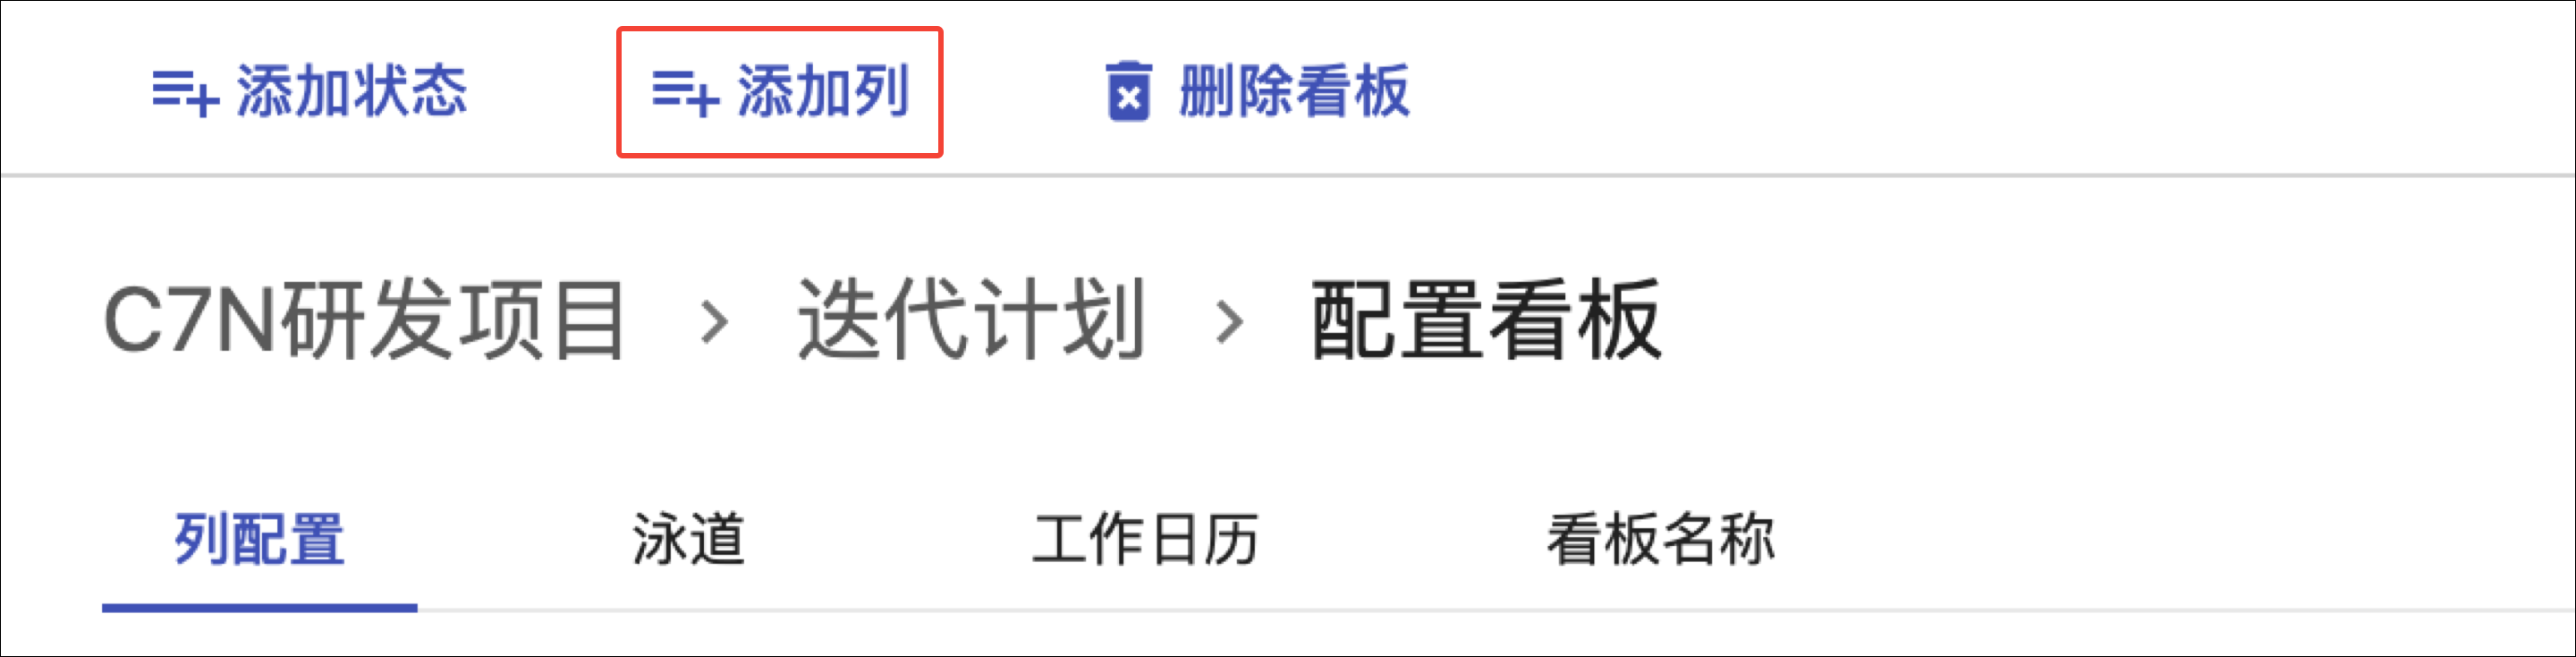 添加状态 添加列 删除看板
C7N研发项目 > 迭代计划 > 配置看板
列配置 泳道 工作日历 看板名称